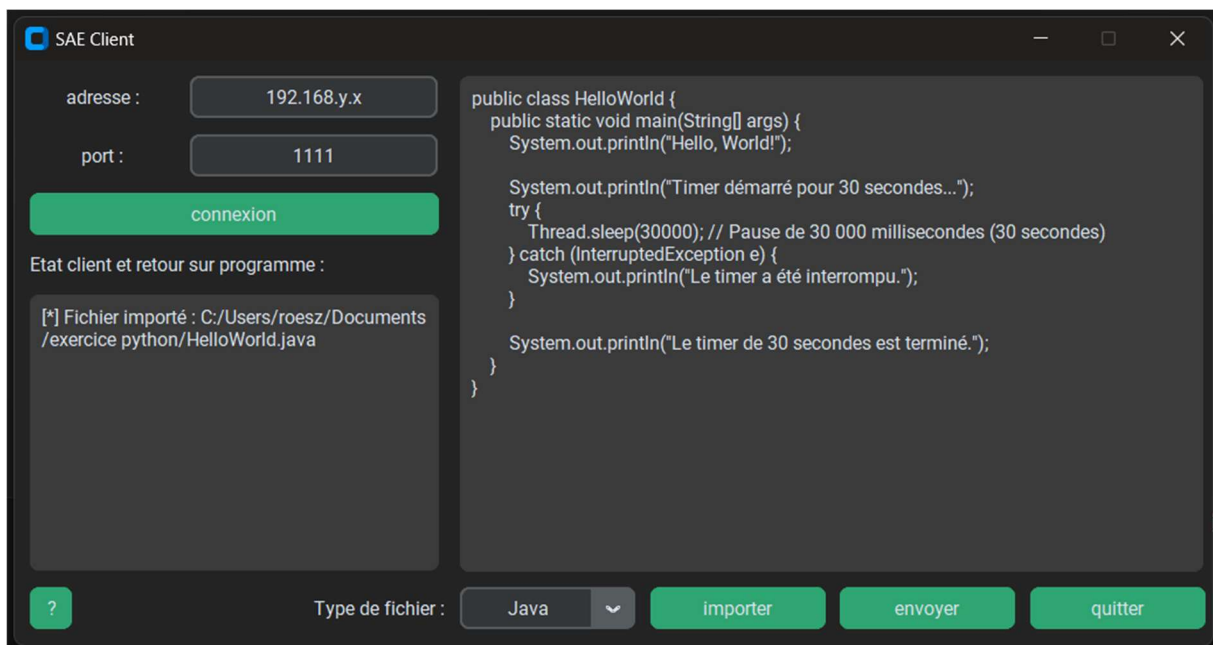 SAE Client
adresse :
192.168.y.x
port :
1111
connexion
Etat client et retour sur programme :
[*] Fichier importé : C:/Users/roesz/Documents
/exercice python/HelloWorld.java
public class HelloWorld {
public static void main(String[] args) {
System.out.println("Hello, World!");
System.out.println("Timer démarré pour 30 secondes...");
try {
Thread.sleep(30000); // Pause de 30 000 millisecondes (30 secondes)
} catch (InterruptedException e) {
System.out.println("Le timer a été interrompu.");
}
System.out.println("Le timer de 30 secondes est terminé.");
}
}
?
Type de fichier :
Java
importer
envoyer
quitter